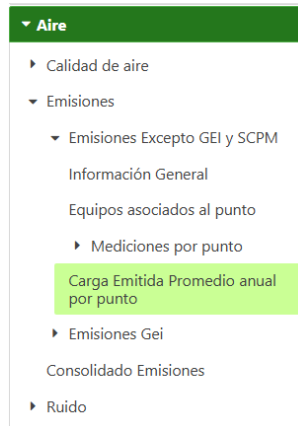 Aire
Calidad de aire
Emisiones
Emisiones Excepto GEI y SCPM
Información General
Equipos asociados al punto
Mediciones por punto
Carga Emitida Promedio anual
por punto
Emisiones Gei
Consolidado Emisiones
Ruido